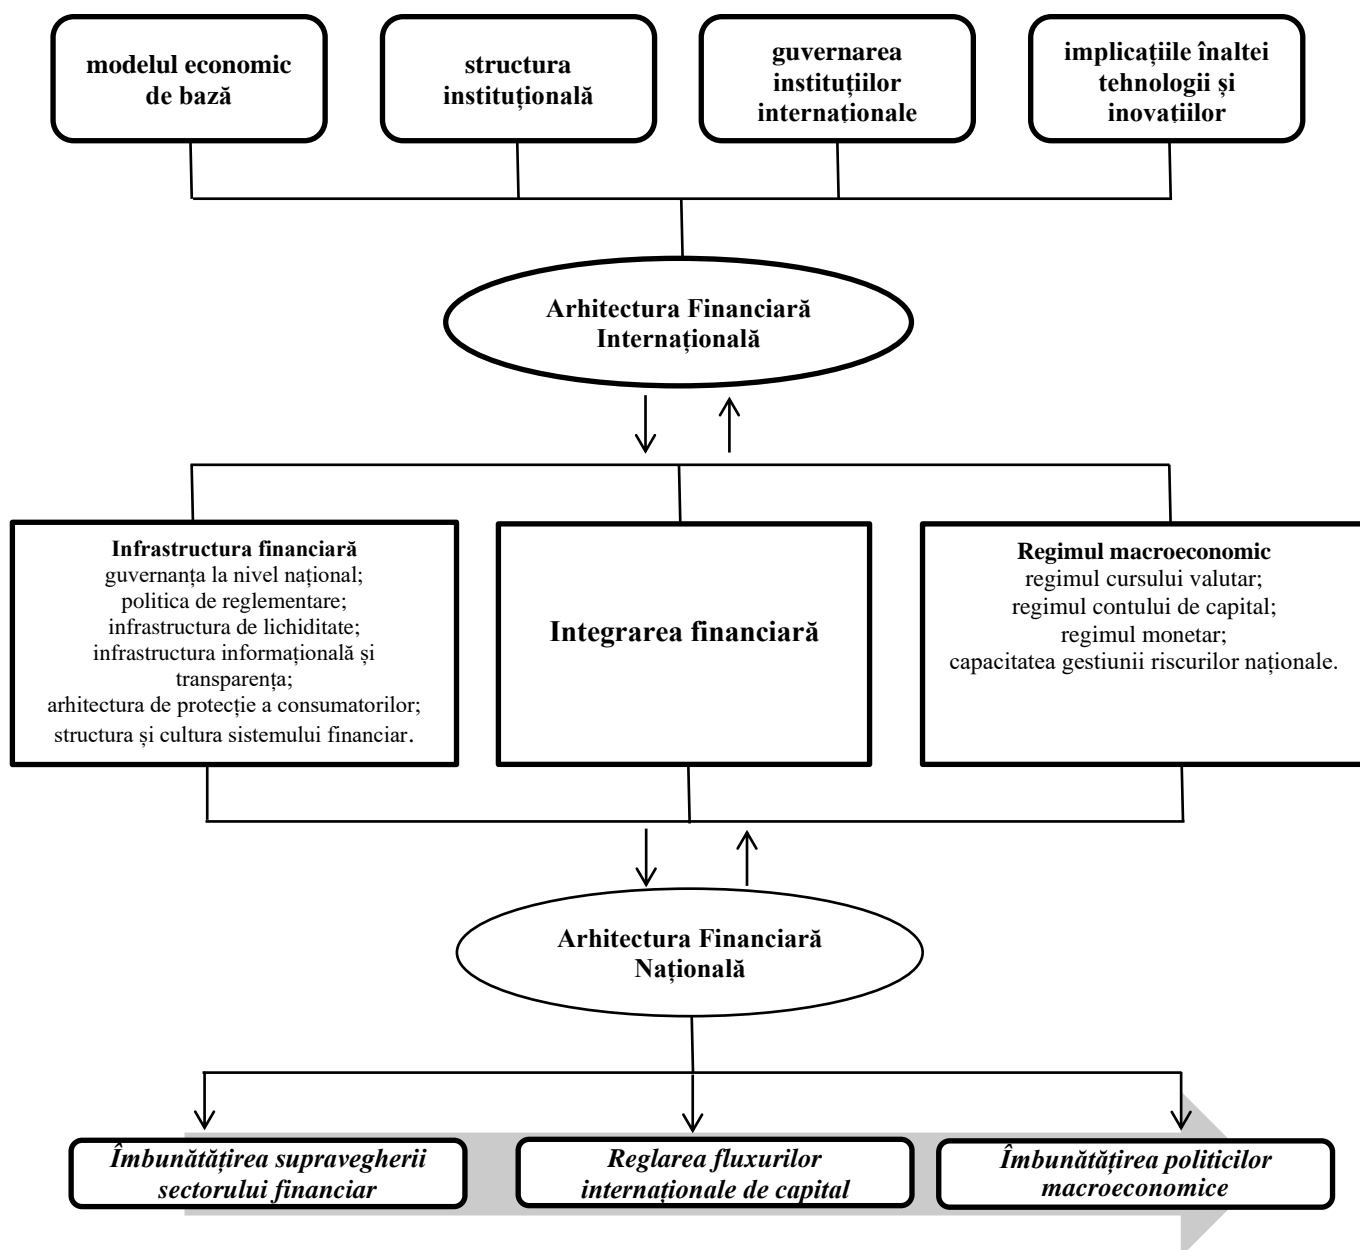 modelul economic
de bază
structura
instituțională
guvernarea
instituțiilor
internaționale
implicațiile înaltei
tehnologii și
inovațiilor
Arhitectura Financiară
Internațională
Infrastructura financiară
guvernanța la nivel național;
politica de reglementare;
infrastructura de lichiditate;
infrastructura informațională și
transparența;
arhitectura de protecție a consumatorilor;
structura și cultura sistemului financiar.
Integrarea financiară
Regimul macroeconomic
regimul cursului valutar;
regimul contului de capital;
regimul monetar;
capacitatea gestiunii riscurilor naționale.
Arhitectura Financiară
Națională
Îmbunătățirea supravegherii
sectorului financiar
Reglarea fluxurilor
internaționale de capital
Îmbunătățirea politicilor
macroeconomice